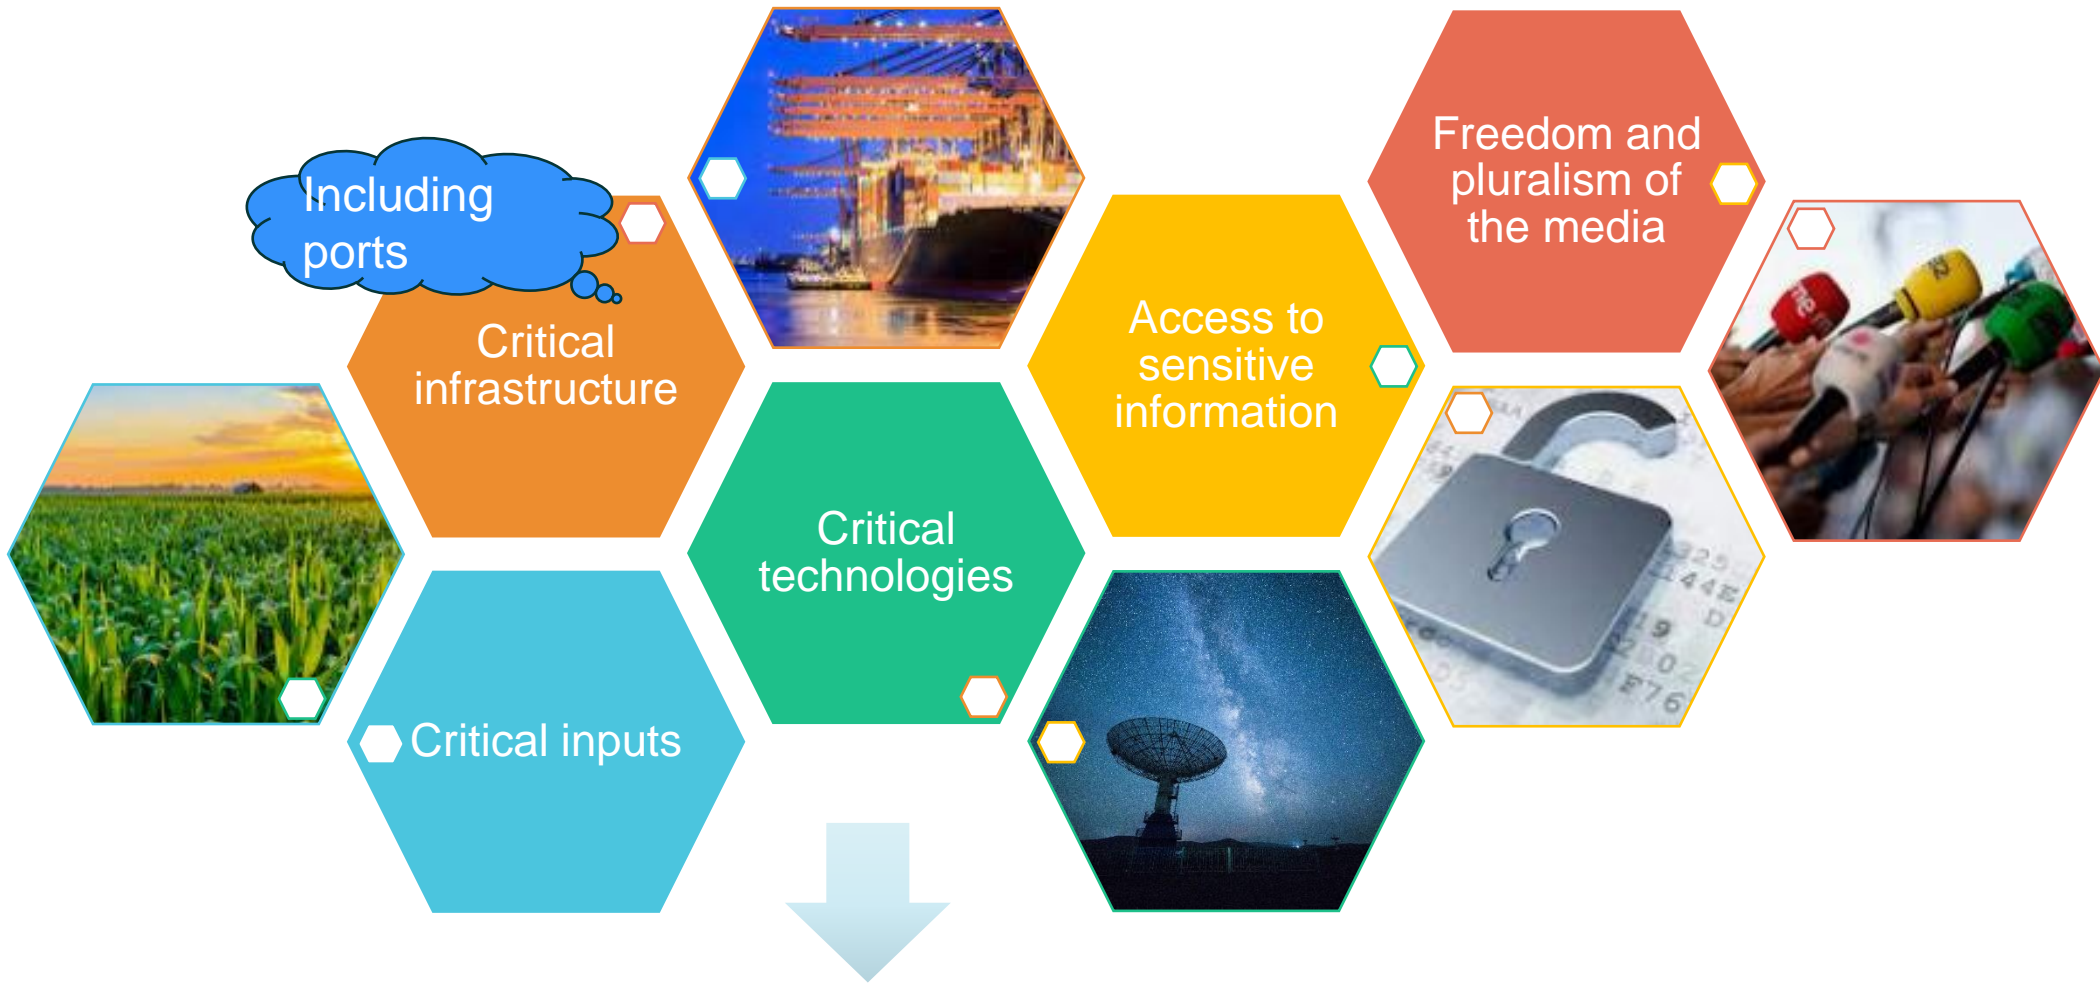 Including
ports
Critical
infrastructure
Critical inputs
Critical
technologies
Access to
sensitive
information
Freedom and
pluralism of
the media